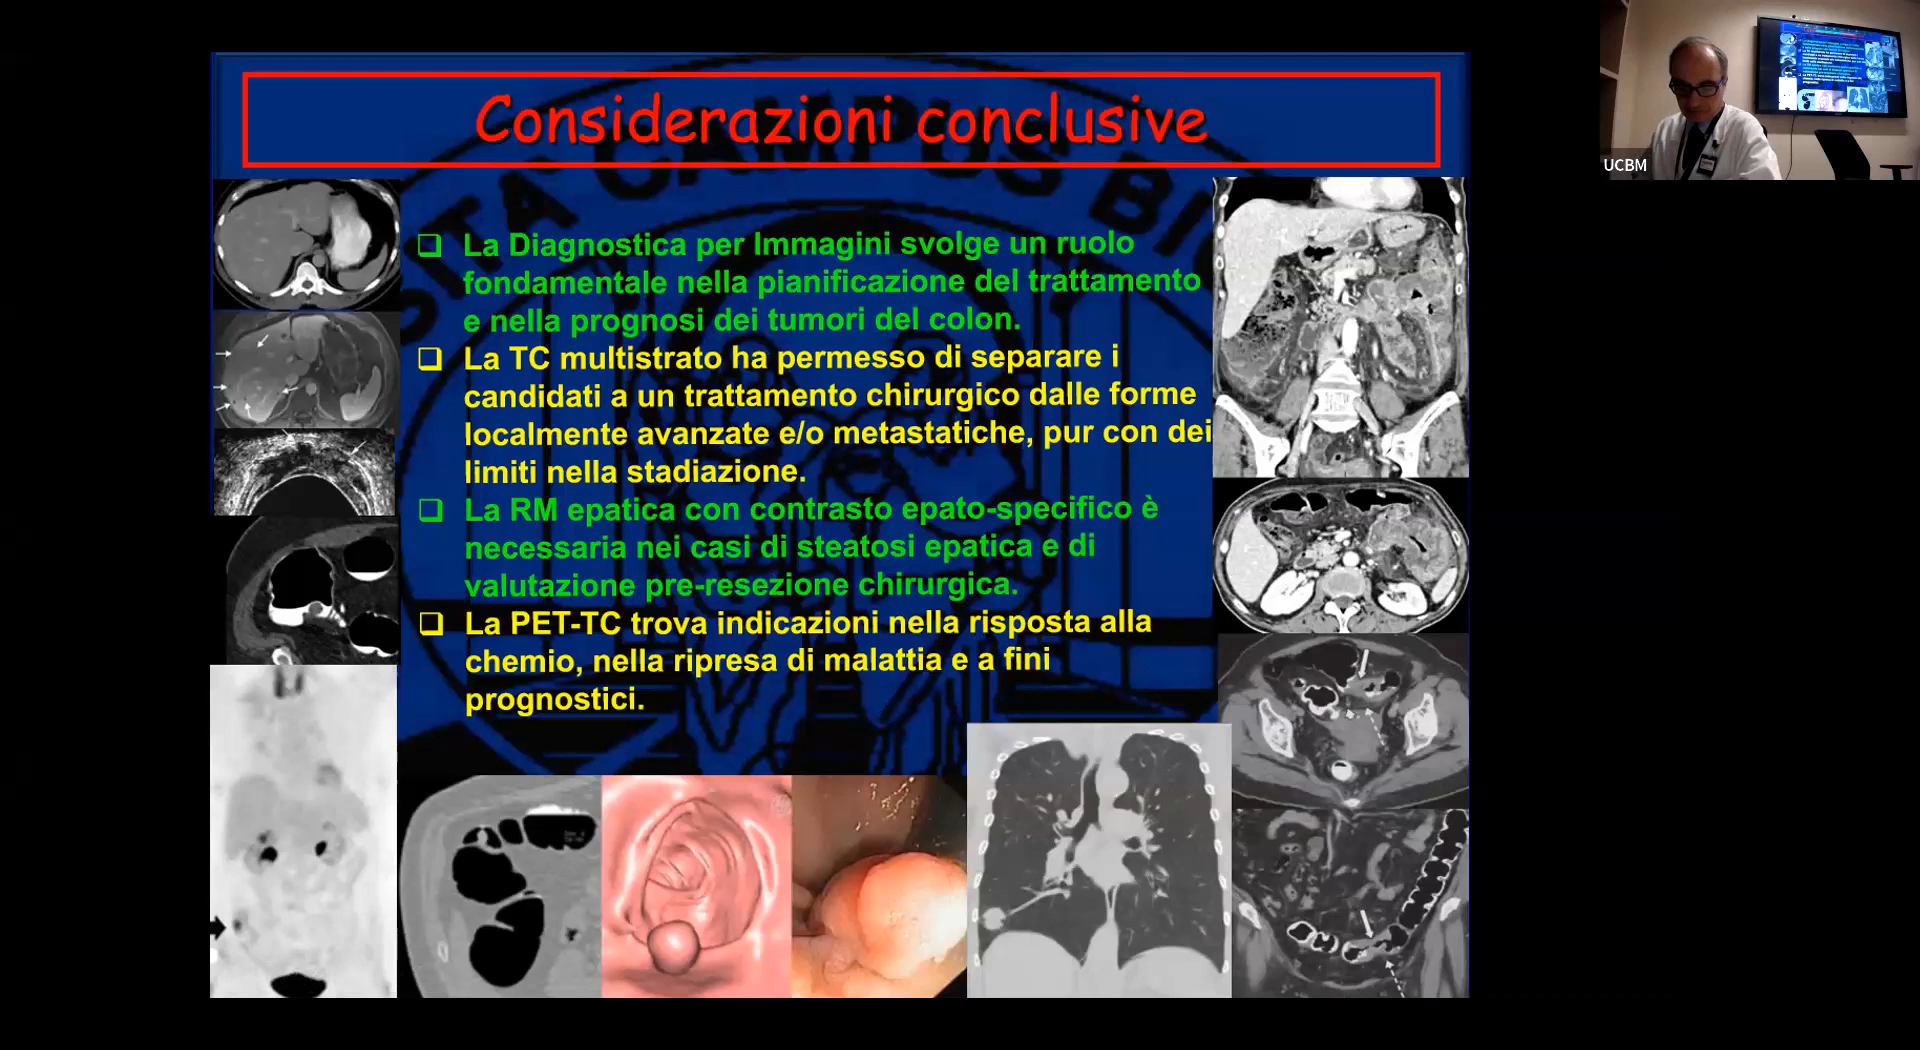 Considerazioni conclusive
UCBM
SITA CAMPUS BI
La Diagnostica per Immagini svolge un ruolo
fondamentale nella pianificazione del trattamento
e nella prognosi dei tumori del colon.
La TC multistrato ha permesso di separare i
candidati a un trattamento chirurgico dalle forme
localmente avanzate e/o metastatiche, pur con dei
limiti nella stadiazione.
La RM epatica con contrasto epato-specifico è
necessaria nei casi di steatosi epatica e di
valutazione pre-resezione chirurgica.
La PET-TC trova indicazioni nella risposta alla
chemio, nella ripresa di malattia e a fini
prognostici.